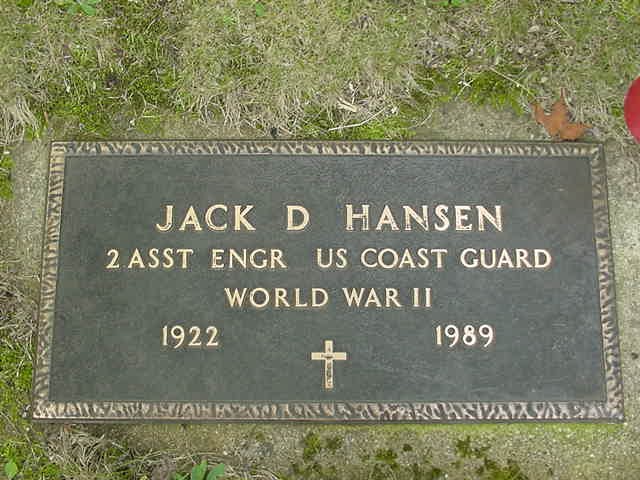 JACK D HANSEN
2 ASST ENGR US COAST GUARD
WORLD WAR II
1922 1989